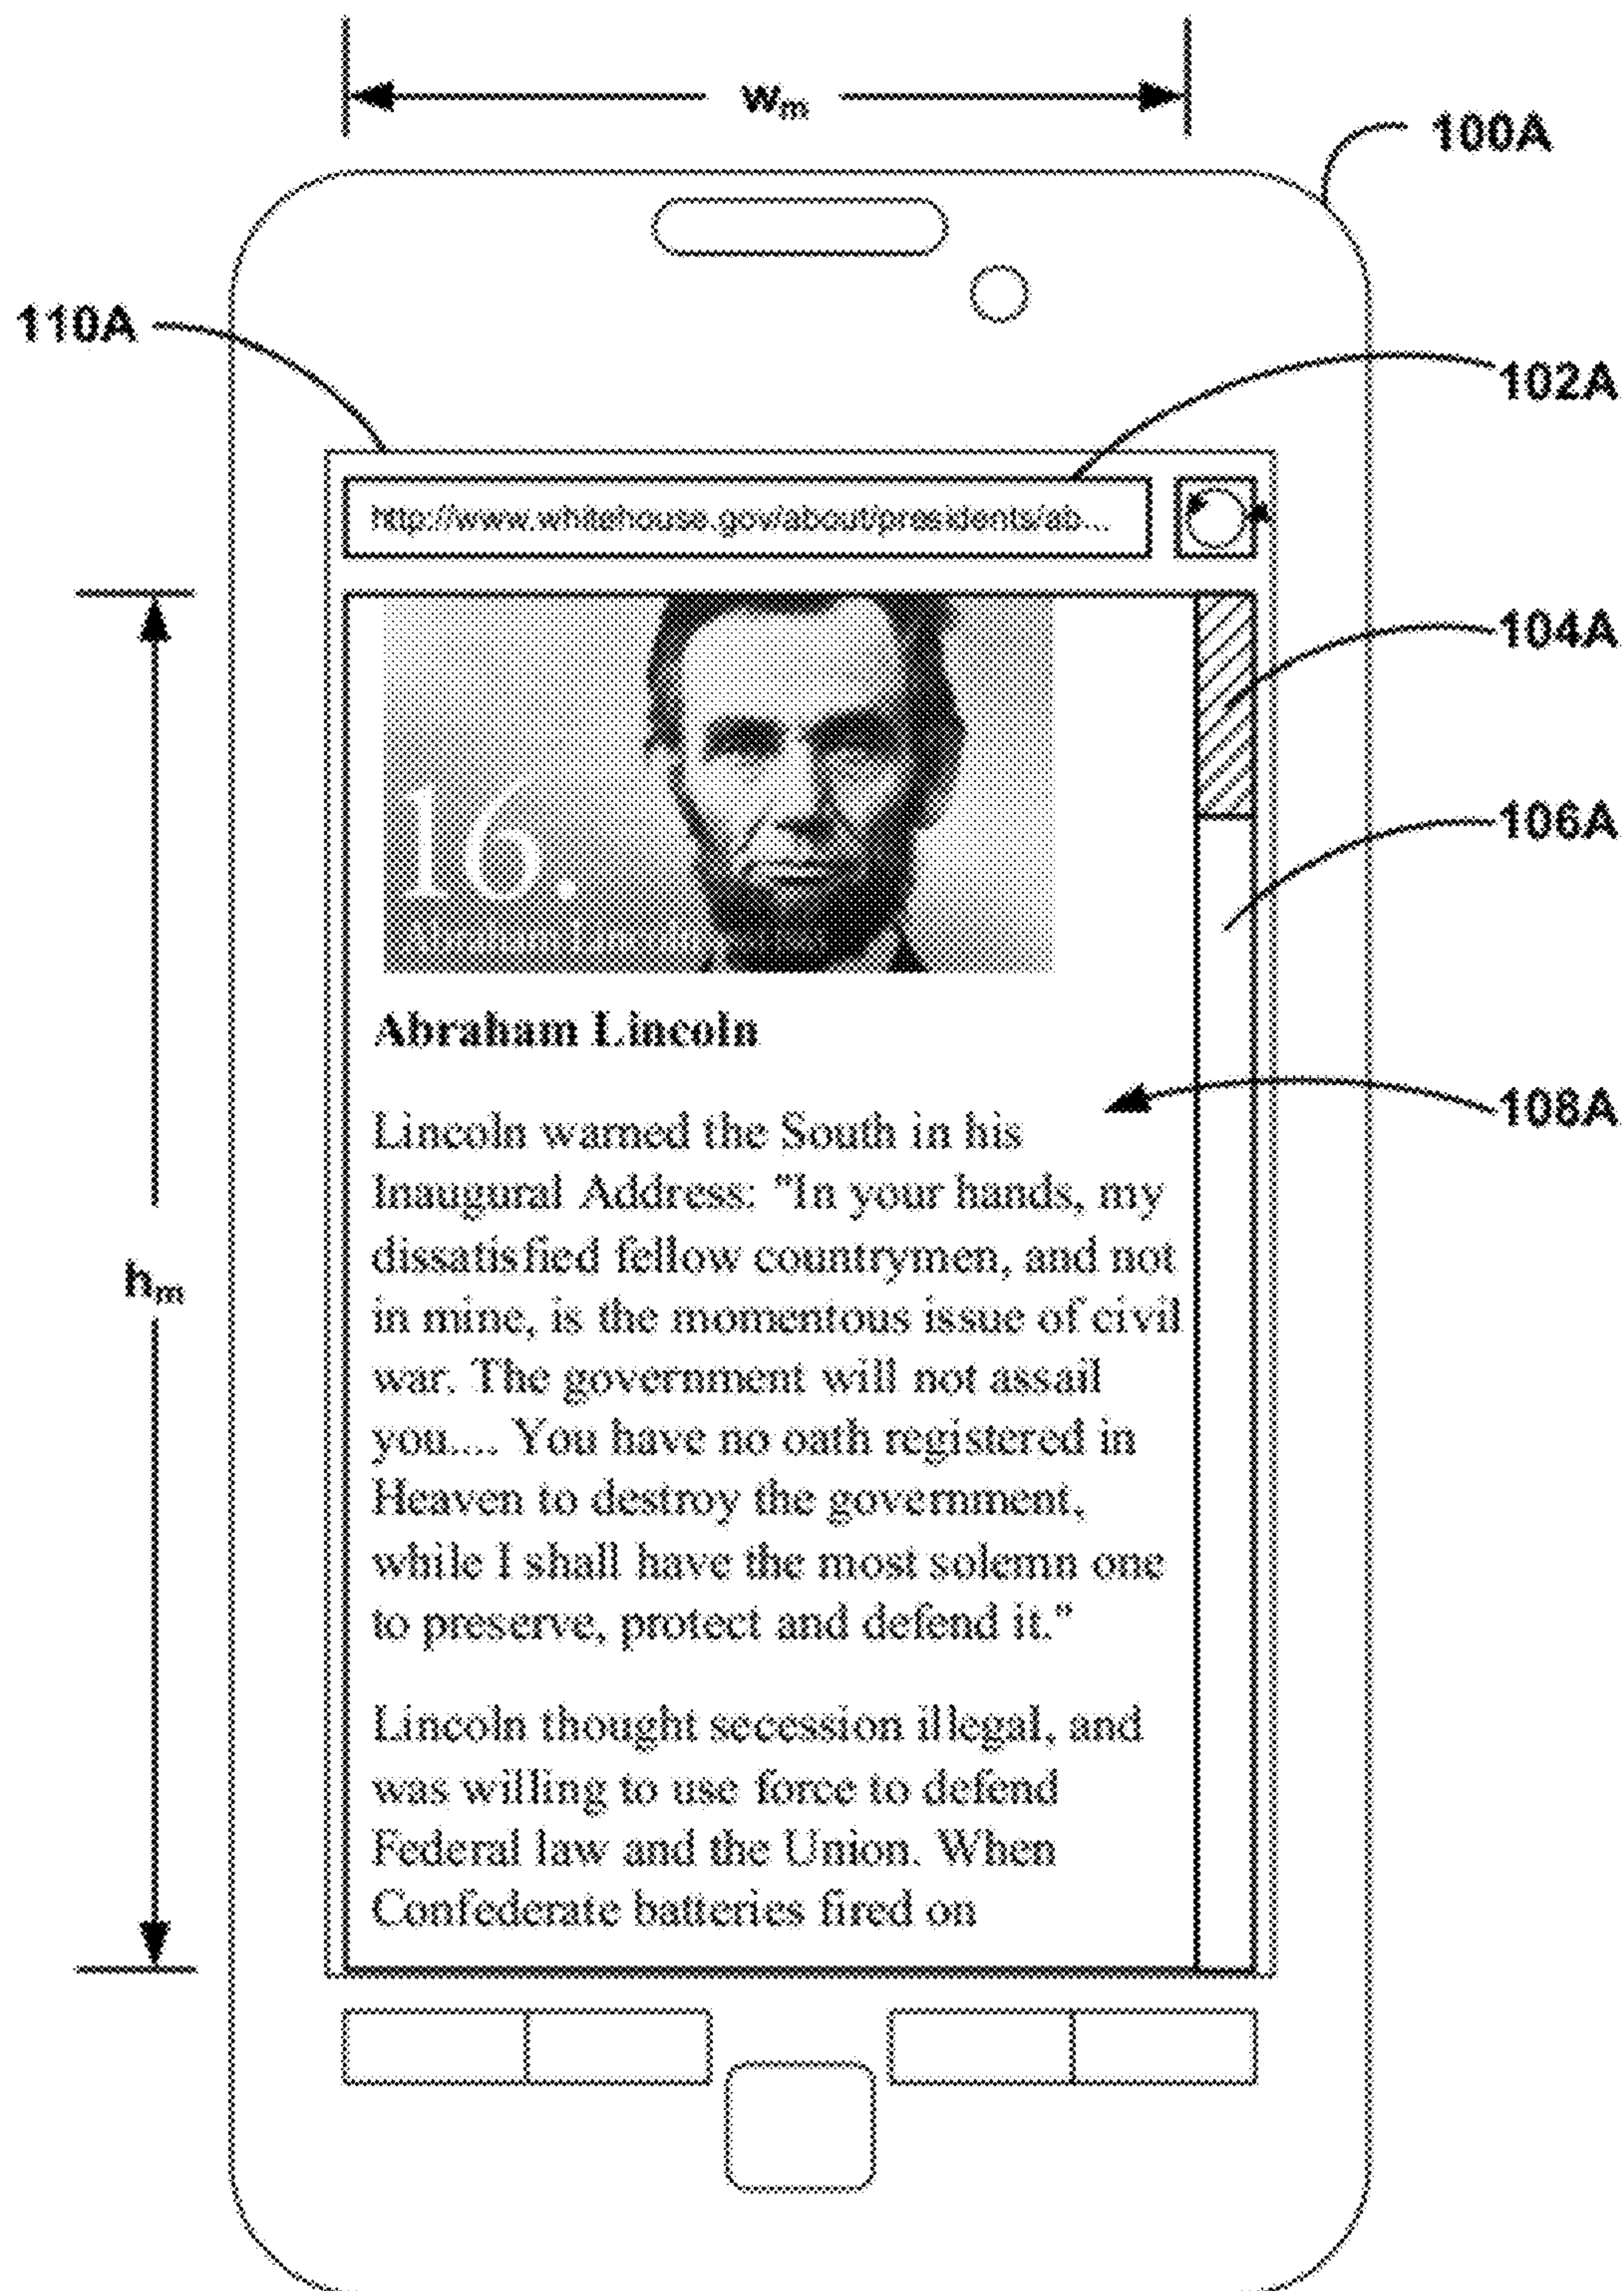 wm
100A
110A
102A
http://www.whitehouse.gov/about/presidents/ab...
104A
16.
106A
Abraham Lincoln
108A
Lincoln warned the South in his
Inaugural Address: "In your hands, my
dissatisfied fellow countrymen, and not
hm
in mine, is the momentous issue of civil
war. The government will not assail
you.... You have no oath registered in
Heaven to destroy the government,
while I shall have the most solemn one
to preserve, protect and defend it."
Lincoln thought secession illegal, and
was willing to use force to defend
Federal law and the Union. When
Confederate batteries fired on